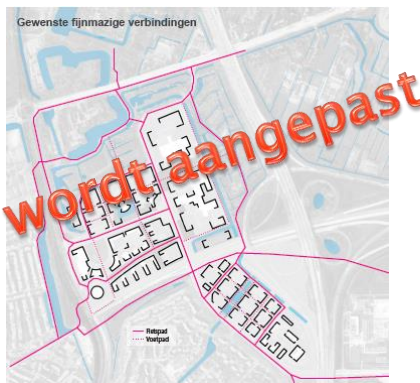 Gewenste fijnmazige verbindingen
wordt aangepast
Fietspad
Voetpad